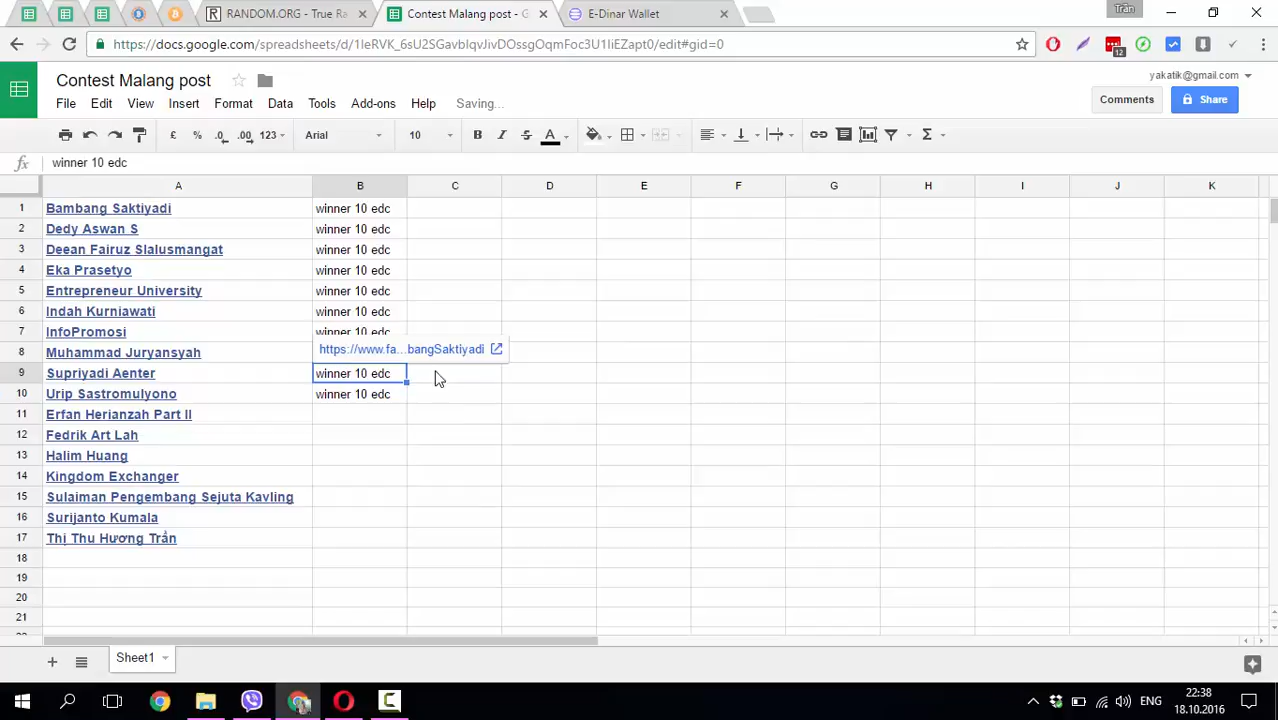 RANDOM.ORG - True Ra
Contest Malang post - G
E-Dinar Wallet
Trần
https://docs.google.com/spreadsheets/d/1IeRVK_6sU2SGavbIqvJivDOssgOqmFoc3U1IiEZapt0/edit#gid=0
12
Contest Malang post
yakatik@gmail.com
File Edit View Insert Format Data Tools Add-ons Help Saving...
Comments
Share
£ % .0 .00 123 Arial 10 B I S A Σ
fx winner 10 edc
A B C D E F G H I J K
1 Bambang Saktiyadi winner 10 edc
2 Dedy Aswan S winner 10 edc
3 Deean Fairuz Slalusmangat winner 10 edc
4 Eka Prasetyo winner 10 edc
5 Entrepreneur University winner 10 edc
6 Indah Kurniawati winner 10 edc
7 InfoPromosi winner 10 edc
8 Muhammad Juryansyah https://www.fa...bangSaktiyadi
9 Supriyadi Aenter winner 10 edc
10 Urip Sastromulyono winner 10 edc
11 Erfan Herianzah Part II
12 Fedrik Art Lah
13 Halim Huang
14 Kingdom Exchanger
15 Sulaiman Pengembang Sejuta Kavling
16 Surijanto Kumala
17 Thị Thu Hương Trần
18
19
20
21
Sheet1
ENG
22:38
18.10.2016